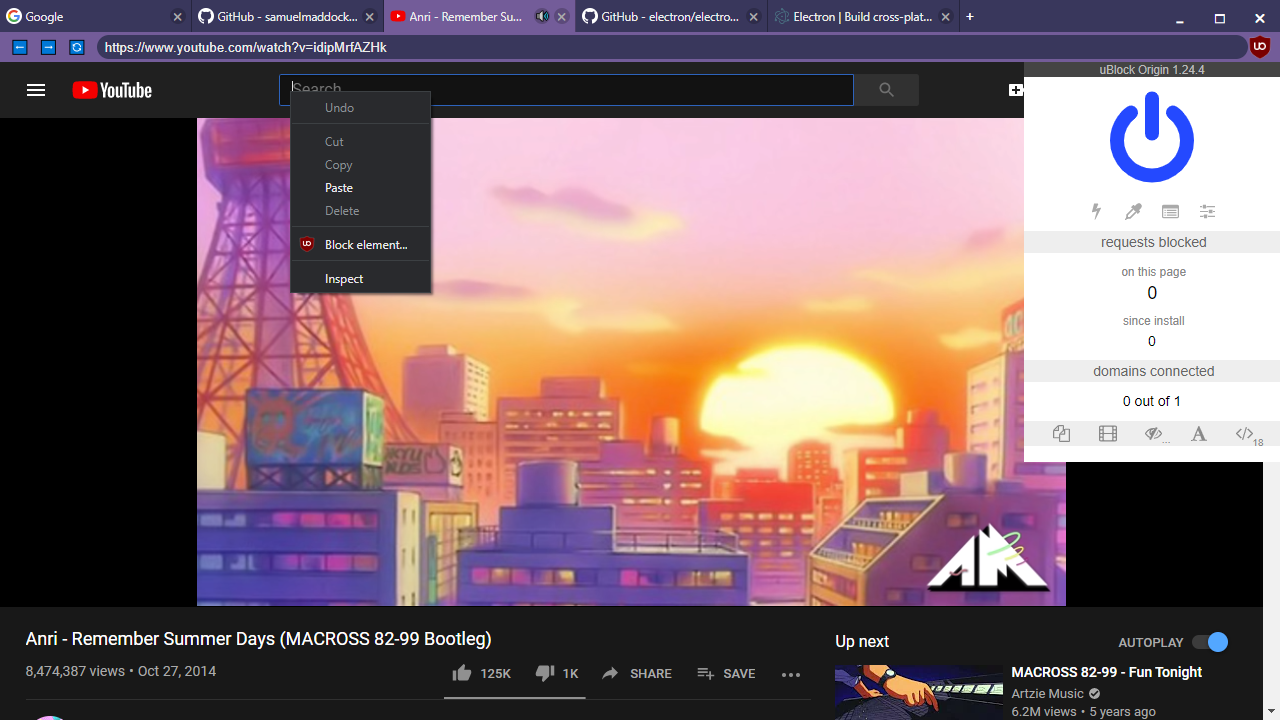 Google
GitHub - samuelmaddock...
Anri - Remember Su...
GitHub - electron/electro...
Electron | Build cross-plat...
https://www.youtube.com/watch?v=idipMrfAZHk
UO
uBlock Origin 1.24.4
YouTube
Search
Undo
Cut
Copy
Paste
Delete
UO
Block element...
Inspect
requests blocked
on this page
0
since install
0
domains connected
0 out of 1
A
18
Anri - Remember Summer Days (MACROSS 82-99 Bootleg)
8,474,387 views • Oct 27, 2014
125K
1K
SHARE
SAVE
Up next
AUTOPLAY
MACROSS 82-99 - Fun Tonight
Artzie Music
6.2M views • 5 years ago